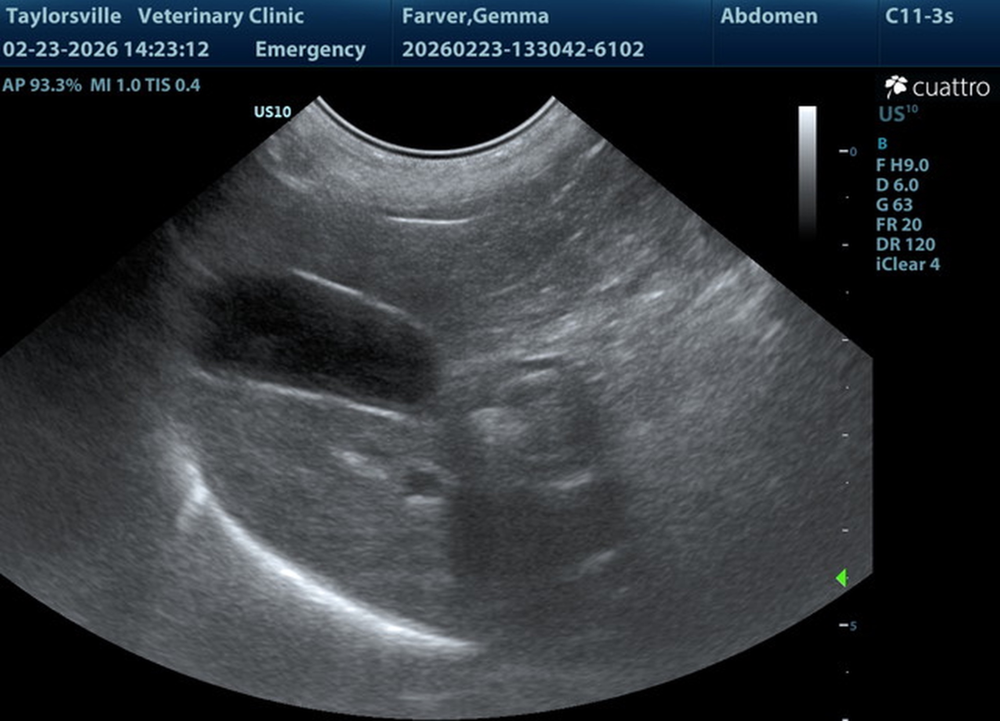 Taylorsville Veterinary Clinic
Farver,Gemma
Abdomen
C11-3s
02-23-2026 14:23:12
Emergency
20260223-133042-6102
AP 93.3% MI 1.0 TIS 0.4
cuattro
US10
US10
B
0
F H9.0
D 6.0
G 63
FR 20
DR 120
iClear 4
5